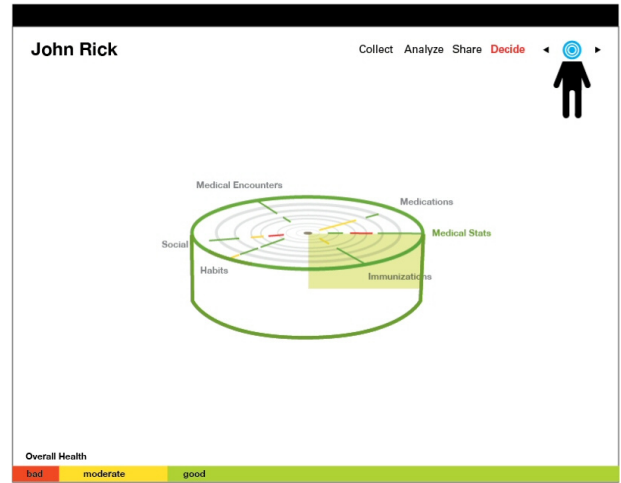 John Rick
Collect Analyze Share Decide
Medical Encounters
Medications
Social
Medical Stats
Habits
Immunizations
Overall Health
bad moderate good